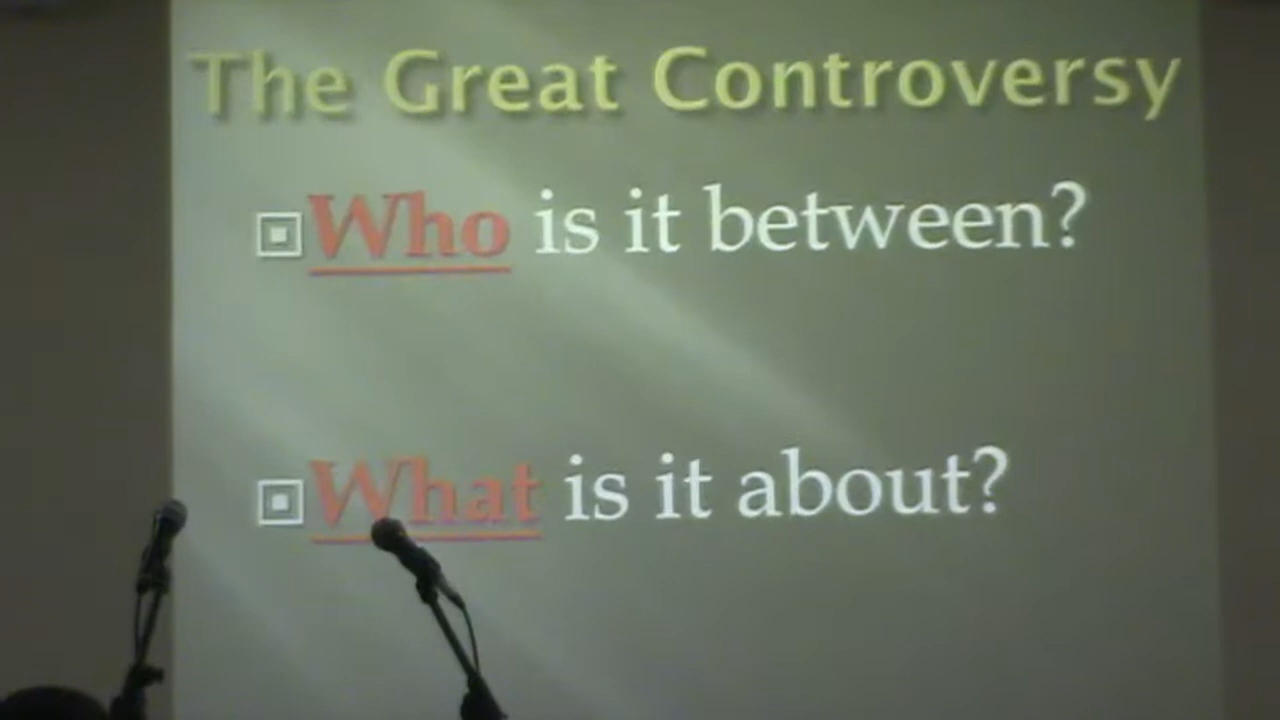 The Great Controversy
Who is it between?
What is it about?